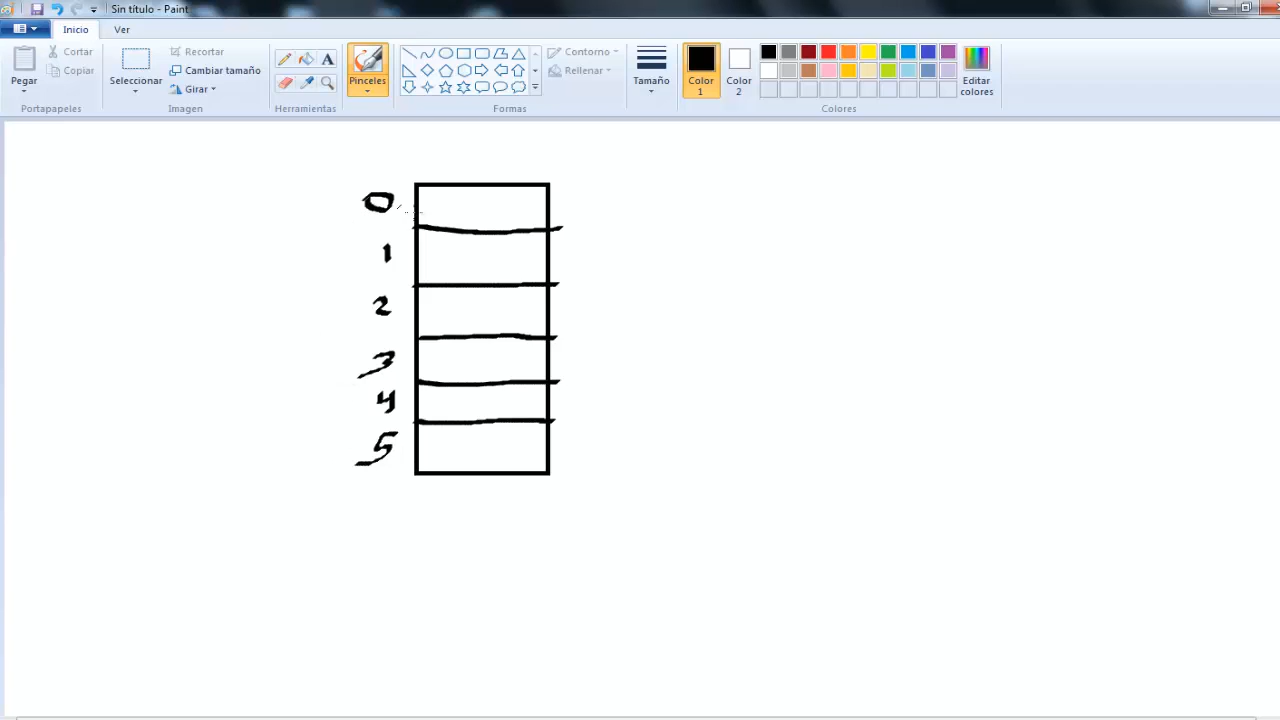 Sin título - Paint
Inicio Ver
Pegar
Cortar
Copiar
Portapapeles
Seleccionar
Recortar
Cambiar tamaño
Girar
Imagen
A
Herramientas
Pinceles
Contorno
Rellenar
Formas
Tamaño
Color
1
Color
2
Editar
colores
Colores
0
1
2
3
4
5